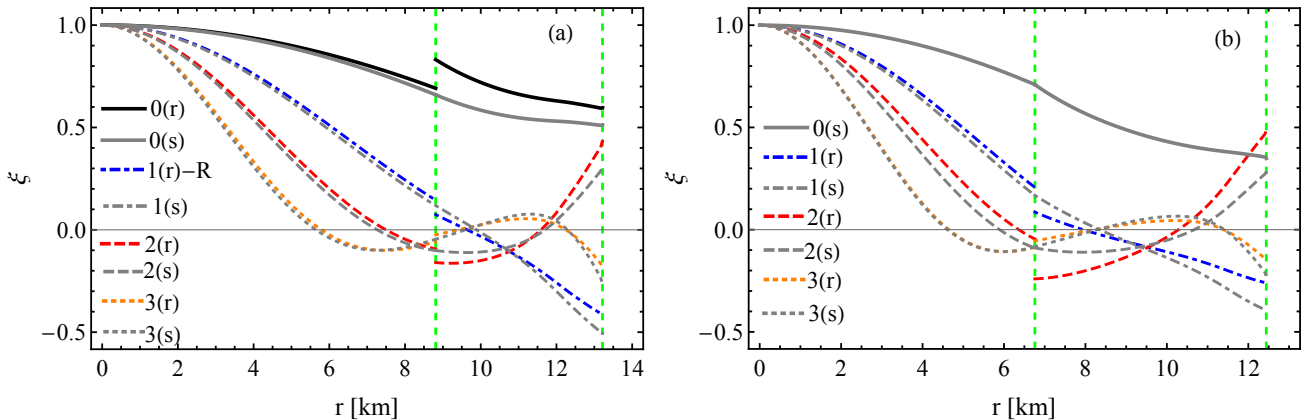 (a)
ξ
1.0
0.5
0.0
−0.5
0(r)
0(s)
1(r)−R
1(s)
2(r)
2(s)
3(r)
3(s)
0 2 4 6 8 10 12 14
r [km]
(b)
ξ
1.0
0.5
0.0
−0.5
0(s)
1(r)
1(s)
2(r)
2(s)
3(r)
3(s)
0 2 4 6 8 10 12
r [km]